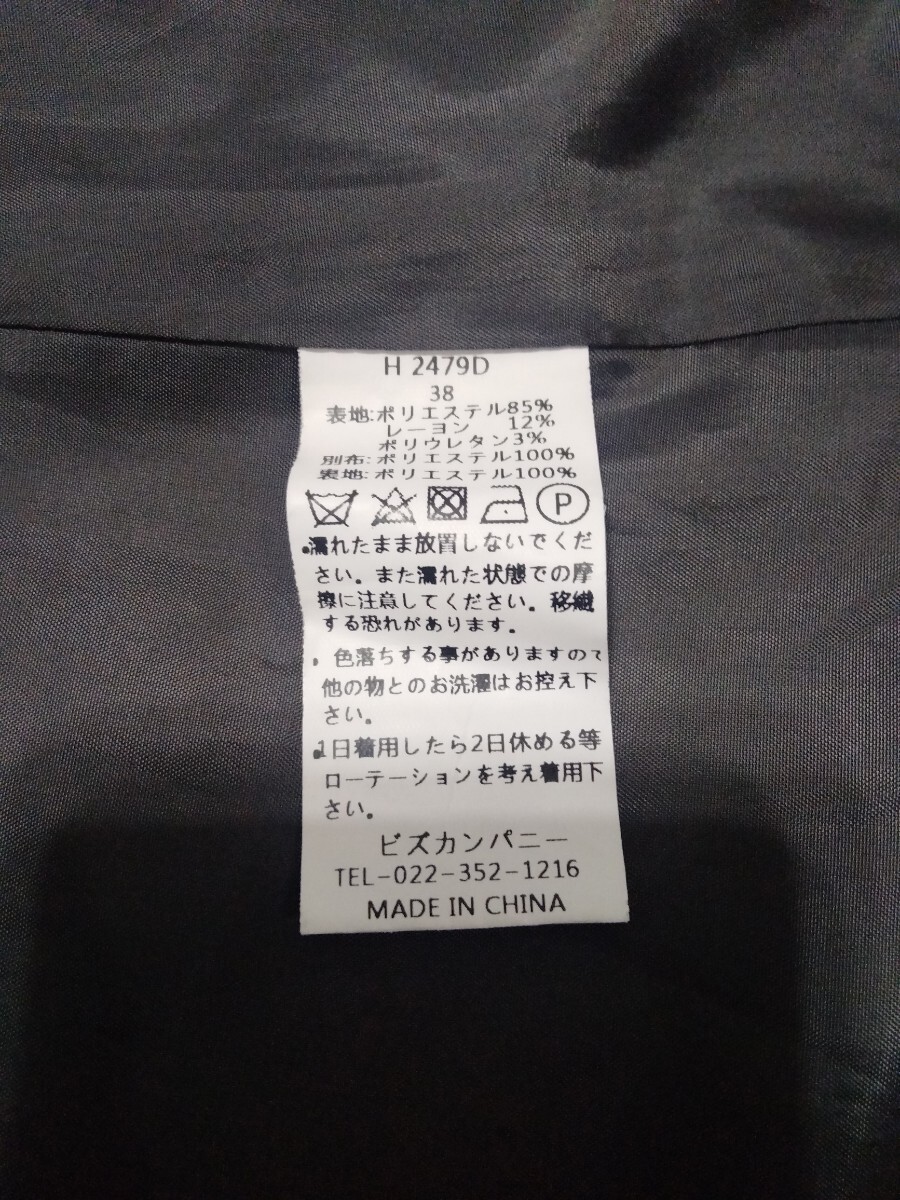 H 2479D
38
表地:ポリエステル85%
レーヨン 12%
ポリウレタン3%
別布:ポリエステル100%
裏地:ポリエステル100%
P
•濡れたまま放置しないでくだ
さい。また濡れた状態での摩
擦に注意してください。移繊
する恐れがあります。
• 色落ちする事がありますので
他の物とのお洗濯はお控え下
さい。
•1日着用したら2日休める等
ローテーションを考え着用下
さい。
ビズカンパニー
TEL-022-352-1216
MADE IN CHINA